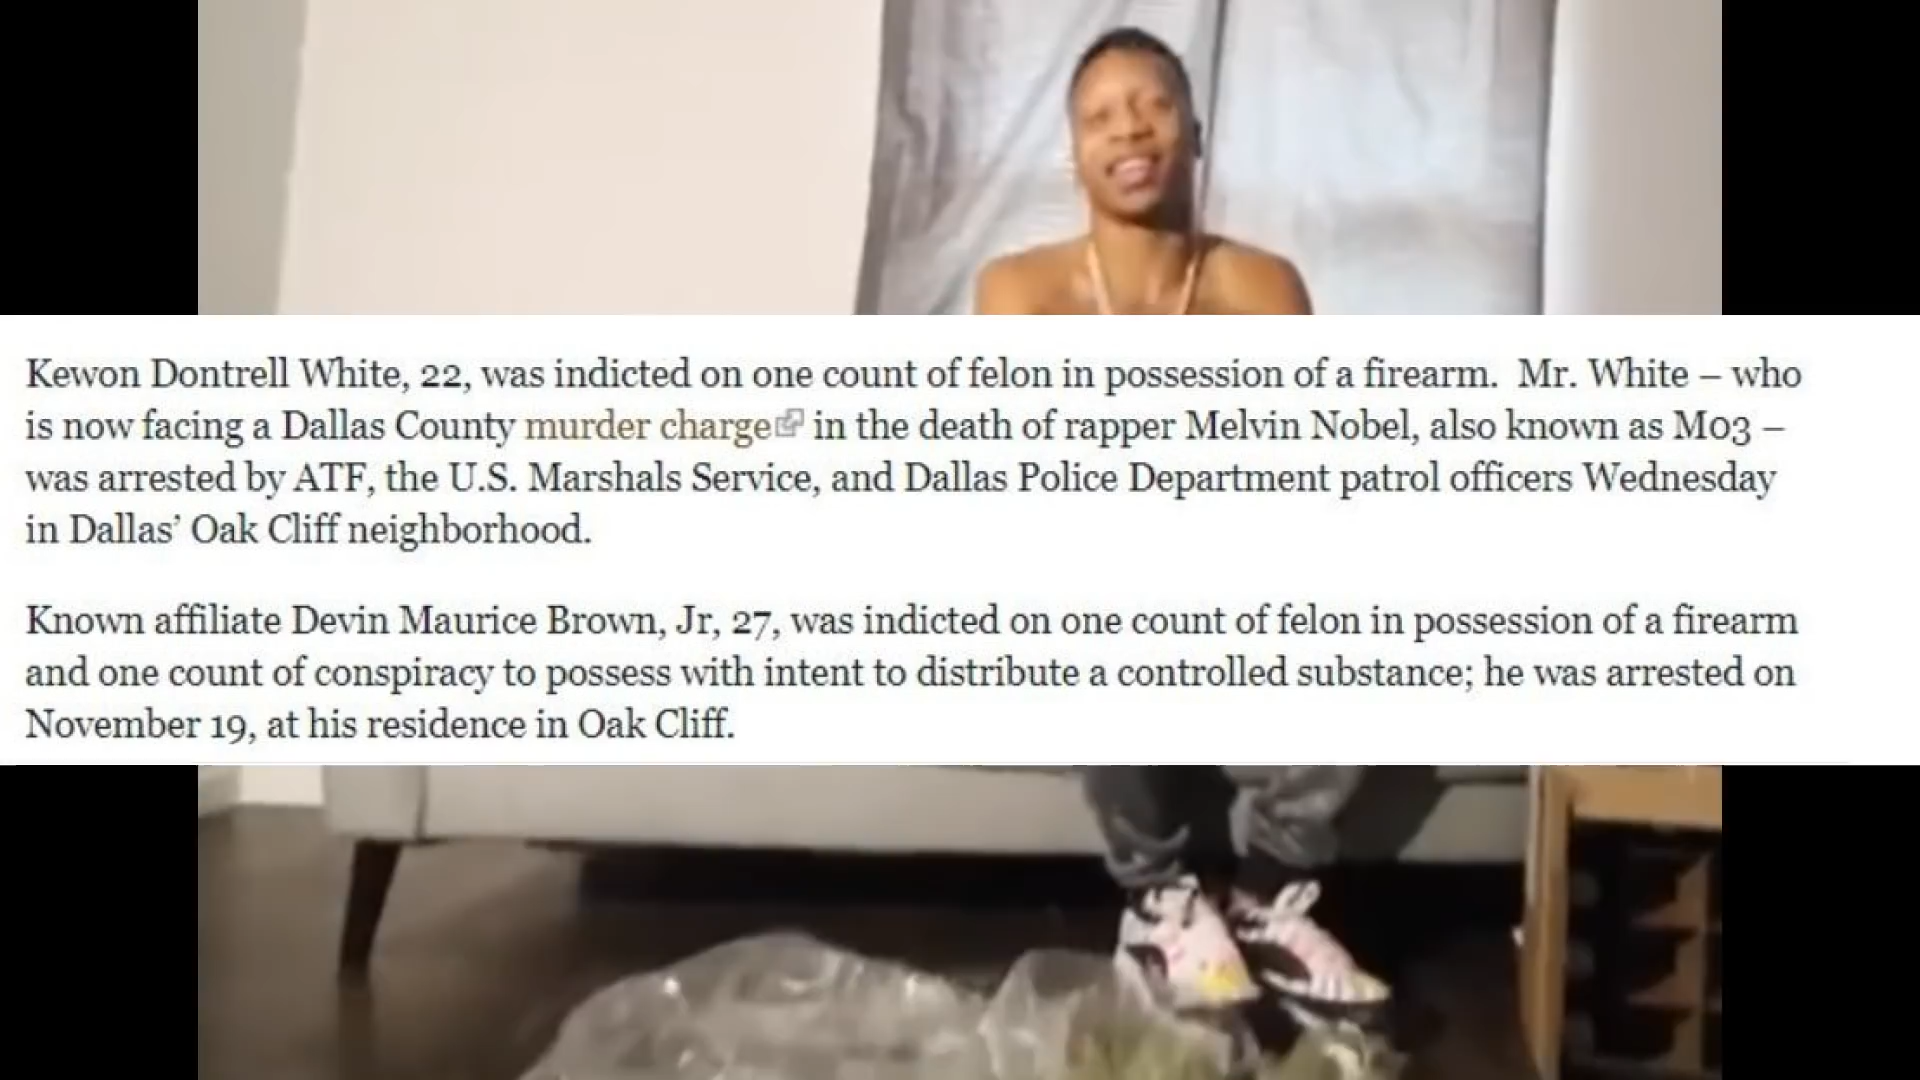 Kewon Dontrell White, 22, was indicted on one count of felon in possession of a firearm.  Mr. White – who
is now facing a Dallas County murder charge in the death of rapper Melvin Nobel, also known as Mo3 –
was arrested by ATF, the U.S. Marshals Service, and Dallas Police Department patrol officers Wednesday
in Dallas’ Oak Cliff neighborhood.
Known affiliate Devin Maurice Brown, Jr, 27, was indicted on one count of felon in possession of a firearm
and one count of conspiracy to possess with intent to distribute a controlled substance; he was arrested on
November 19, at his residence in Oak Cliff.